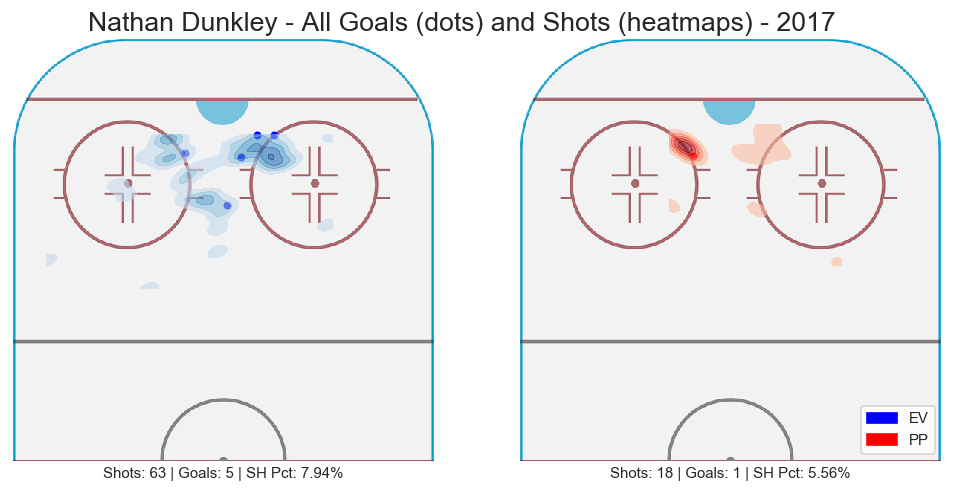 Nathan Dunkley - All Goals (dots) and Shots (heatmaps) - 2017
EV
PP
Shots: 63 | Goals: 5 | SH Pct: 7.94%
Shots: 18 | Goals: 1 | SH Pct: 5.56%